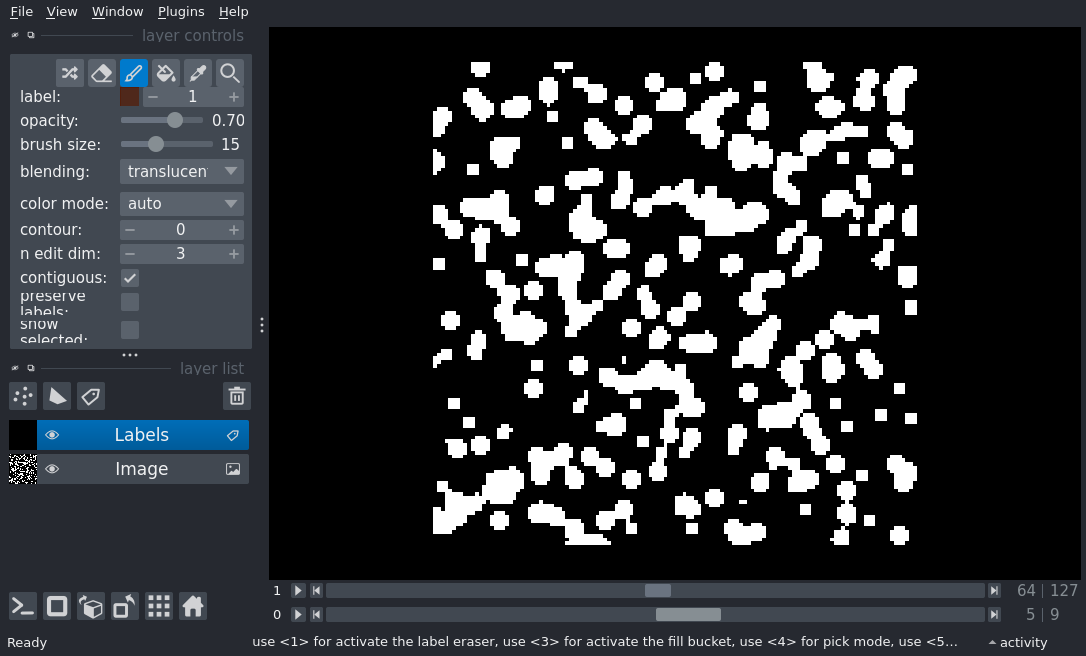 File View Window Plugins Help
layer controls
label: 1
opacity: 0.70
brush size: 15
blending: translucen
color mode: auto
contour: 0
n edit dim: 3
contiguous:
preserve
labels:
show
selected:
layer list
Labels
Image
1 64 | 127
0 5 | 9
Ready use <1> for activate the label eraser, use <3> for activate the fill bucket, use <4> for pick mode, use <5... activity